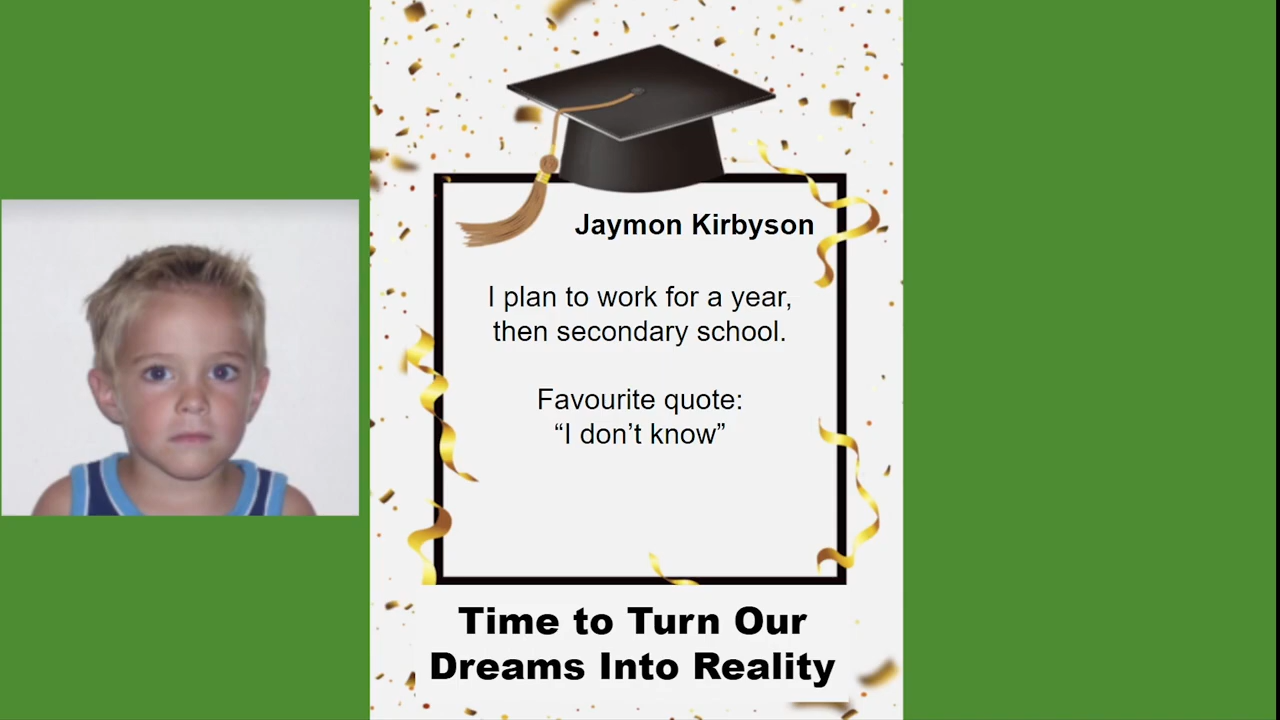 Jaymon Kirbyson
I plan to work for a year,
then secondary school.
Favourite quote:
“I don’t know”
Time to Turn Our
Dreams Into Reality